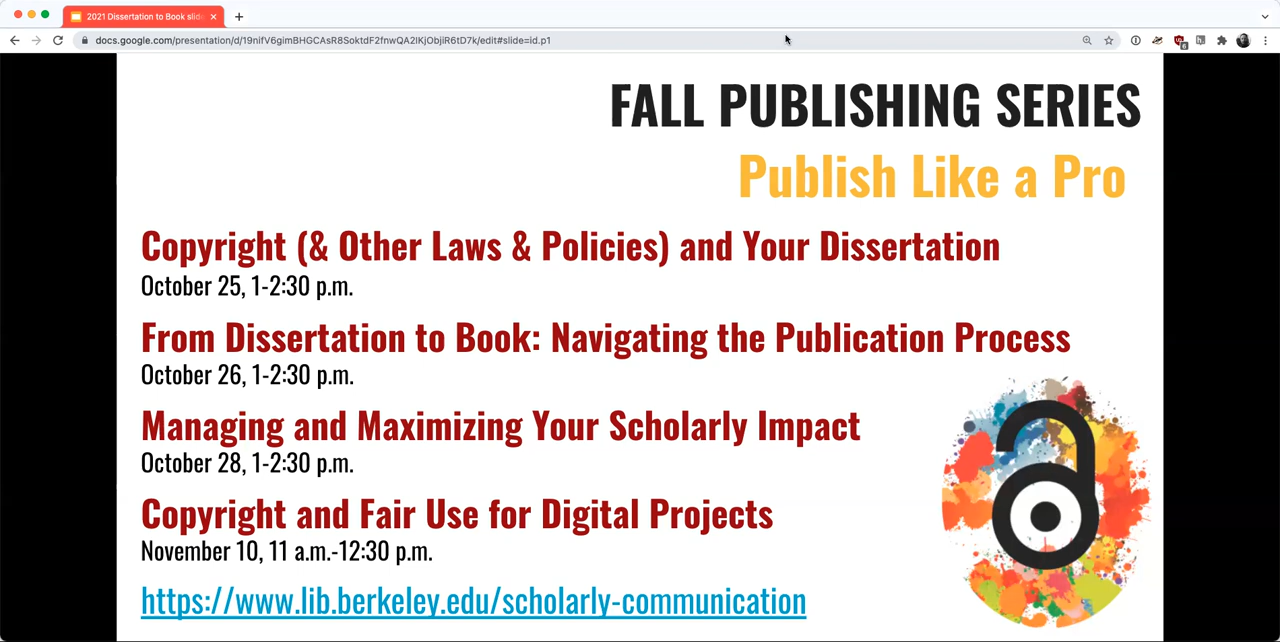 2021 Dissertation to Book slid
docs.google.com/presentation/d/19nifV6gimBHGCAsR8SoktdF2fnwQA2IKjObjlR6tD7k/edit#slide=id.p1
6
FALL PUBLISHING SERIES
Publish Like a Pro
Copyright (& Other Laws & Policies) and Your Dissertation
October 25, 1-2:30 p.m.
From Dissertation to Book: Navigating the Publication Process
October 26, 1-2:30 p.m.
Managing and Maximizing Your Scholarly Impact
October 28, 1-2:30 p.m.
Copyright and Fair Use for Digital Projects
November 10, 11 a.m.-12:30 p.m.
https://www.lib.berkeley.edu/scholarly-communication